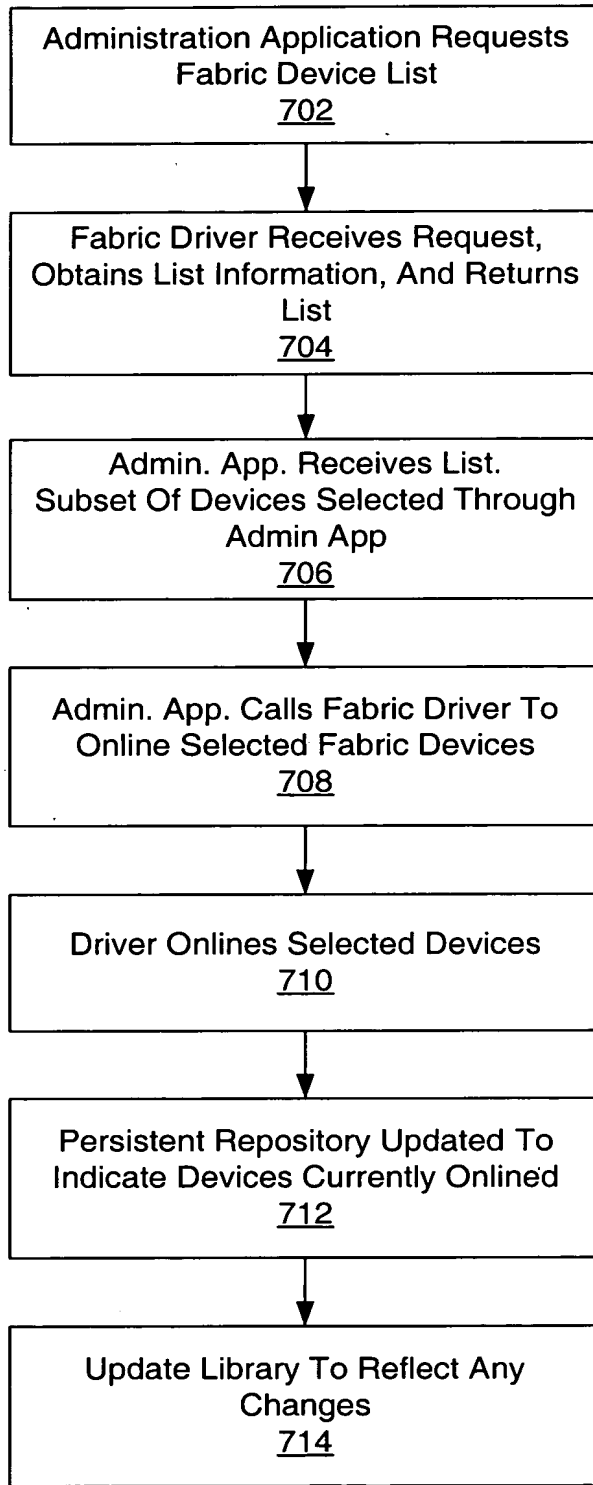 Administration Application Requests
Fabric Device List
702
Fabric Driver Receives Request,
Obtains List Information, And Returns
List
704
Admin. App. Receives List.
Subset Of Devices Selected Through
Admin App
706
Admin. App. Calls Fabric Driver To
Online Selected Fabric Devices
708
Driver Onlines Selected Devices
710
Persistent Repository Updated To
Indicate Devices Currently Onlined
712
Update Library To Reflect Any
Changes
714